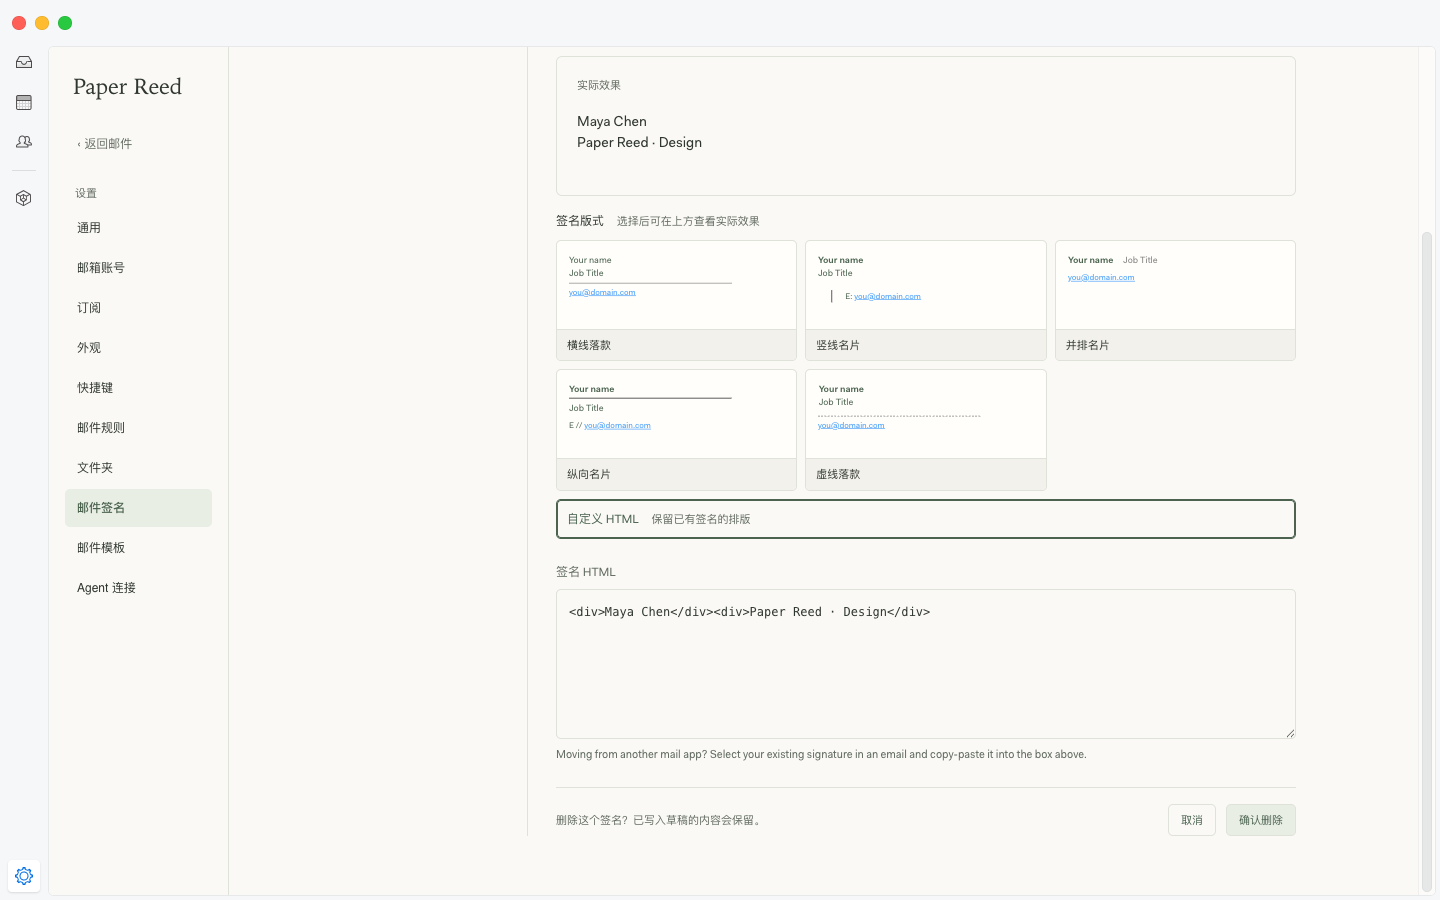 Paper Reed
‹ 返回邮件
设置
通用
邮箱账号
订阅
外观
快捷键
邮件规则
文件夹
邮件签名
邮件模板
Agent 连接
实际效果
Maya Chen
Paper Reed · Design
签名版式 选择后可在上方查看实际效果
Your name
Job Title
you@domain.com
横线落款
Your name
Job Title
E: you@domain.com
竖线名片
Your name Job Title
you@domain.com
并排名片
Your name
Job Title
E // you@domain.com
纵向名片
Your name
Job Title
you@domain.com
虚线落款
自定义 HTML 保留已有签名的排版
签名 HTML
<div>Maya Chen</div><div>Paper Reed · Design</div>
Moving from another mail app? Select your existing signature in an email and copy-paste it into the box above.
删除这个签名？已写入草稿的内容会保留。
取消
确认删除